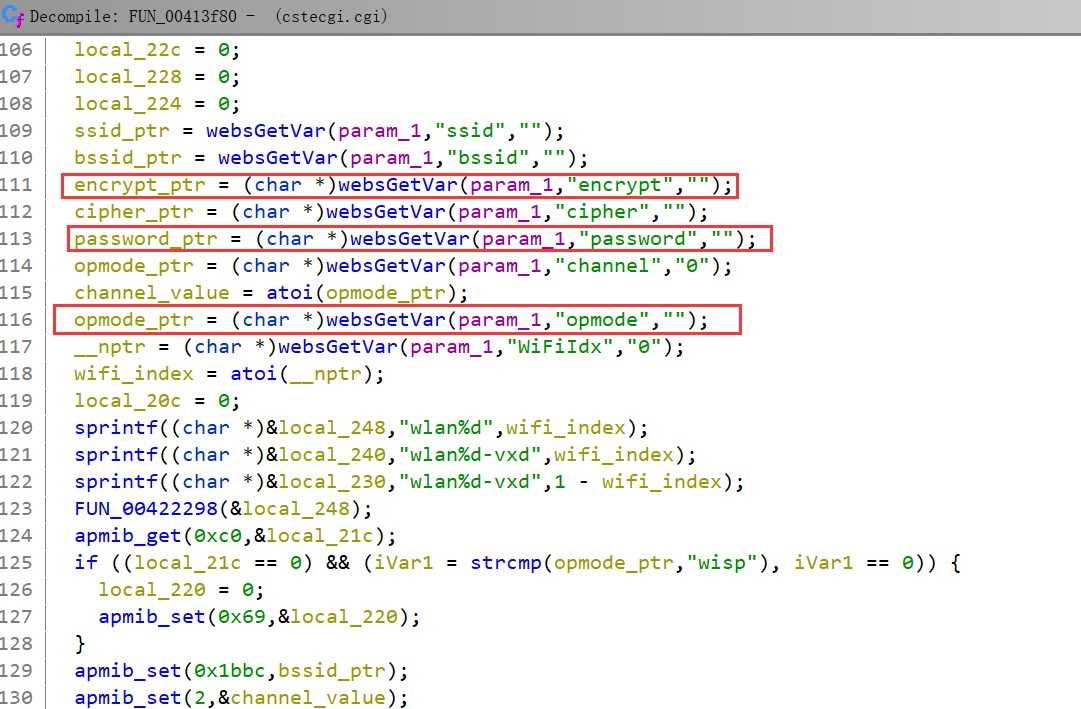 Decompile: FUN_00413f80 - (cstecgi.cgi)
106 local_22c = 0;
107 local_228 = 0;
108 local_224 = 0;
109 ssid_ptr = websGetVar(param_1,"ssid","");
110 bssid_ptr = websGetVar(param_1,"bssid","");
111 encrypt_ptr = (char *)websGetVar(param_1,"encrypt","");
112 cipher_ptr = (char *)websGetVar(param_1,"cipher","");
113 password_ptr = (char *)websGetVar(param_1,"password","");
114 opmode_ptr = (char *)websGetVar(param_1,"channel","0");
115 channel_value = atoi(opmode_ptr);
116 opmode_ptr = (char *)websGetVar(param_1,"opmode","");
117 __nptr = (char *)websGetVar(param_1,"WiFiIdx","0");
118 wifi_index = atoi(__nptr);
119 local_20c = 0;
120 sprintf((char *)&local_248,"wlan%d",wifi_index);
121 sprintf((char *)&local_240,"wlan%d-vxd",wifi_index);
122 sprintf((char *)&local_230,"wlan%d-vxd",1 - wifi_index);
123 FUN_00422298(&local_248);
124 apmib_get(0xc0,&local_21c);
125 if ((local_21c == 0) && (iVar1 = strcmp(opmode_ptr,"wisp"), iVar1 == 0)) {
126 local_220 = 0;
127 apmib_set(0x69,&local_220);
128 }
129 apmib_set(0x1bbc,bssid_ptr);
130 apmib_set(2,&channel_value);